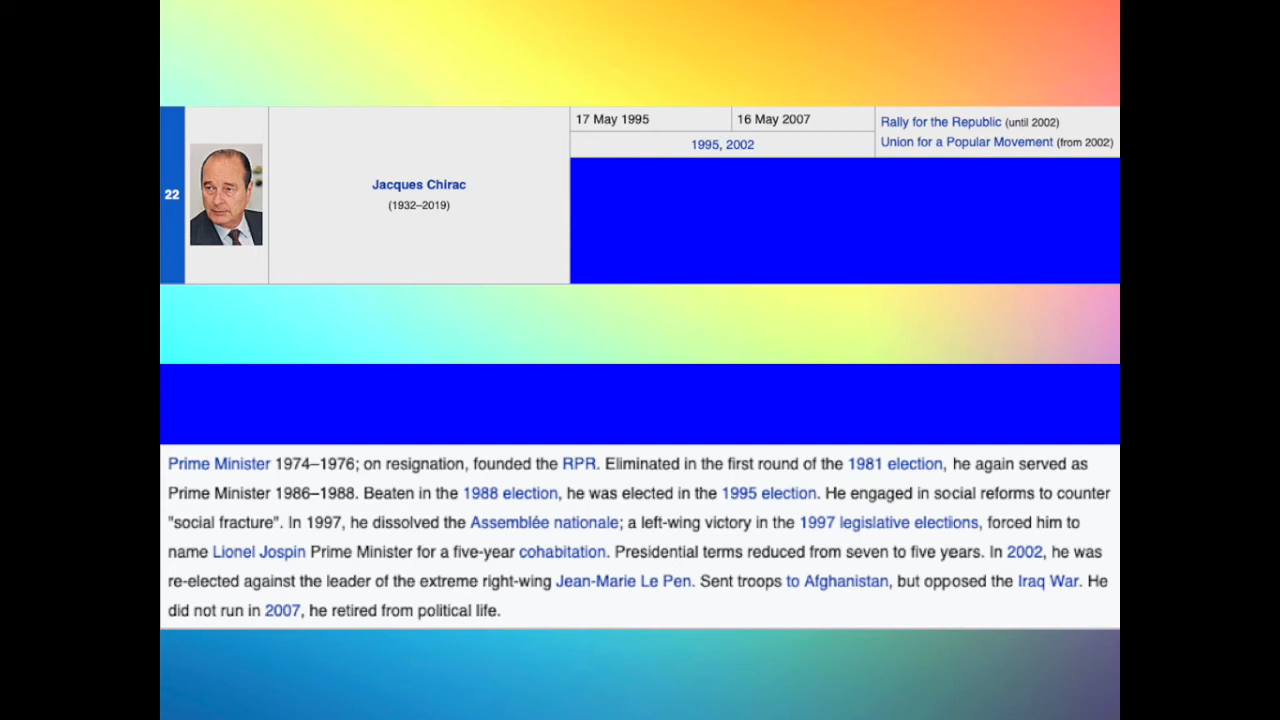 22
Jacques Chirac
(1932–2019)
17 May 1995
16 May 2007
1995, 2002
Rally for the Republic (until 2002)
Union for a Popular Movement (from 2002)
Prime Minister 1974–1976; on resignation, founded the RPR. Eliminated in the first round of the 1981 election, he again served as
Prime Minister 1986–1988. Beaten in the 1988 election, he was elected in the 1995 election. He engaged in social reforms to counter
"social fracture". In 1997, he dissolved the Assemblée nationale; a left-wing victory in the 1997 legislative elections, forced him to
name Lionel Jospin Prime Minister for a five-year cohabitation. Presidential terms reduced from seven to five years. In 2002, he was
re-elected against the leader of the extreme right-wing Jean-Marie Le Pen. Sent troops to Afghanistan, but opposed the Iraq War. He
did not run in 2007, he retired from political life.